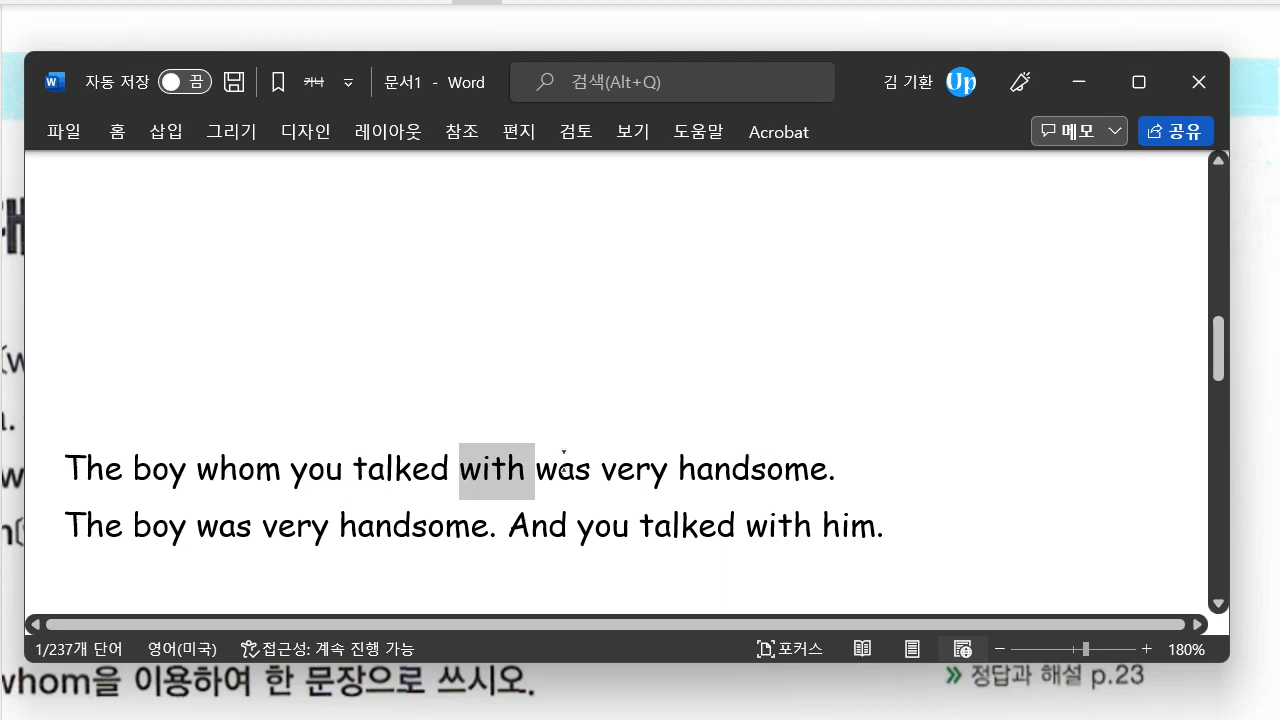 자동 저장 끔 가나 문서1 - Word 검색(Alt+Q) 김 기환 Up
파일 홈 삽입 그리기 디자인 레이아웃 참조 편지 검토 보기 도움말 Acrobat 메모 공유
The boy whom you talked with was very handsome.
The boy was very handsome. And you talked with him.
1/237개 단어 영어(미국) 접근성: 계속 진행 가능 포커스 180%
whom을 이용하여 한 문장으로 쓰시오.
» 정답과 해설 p.23